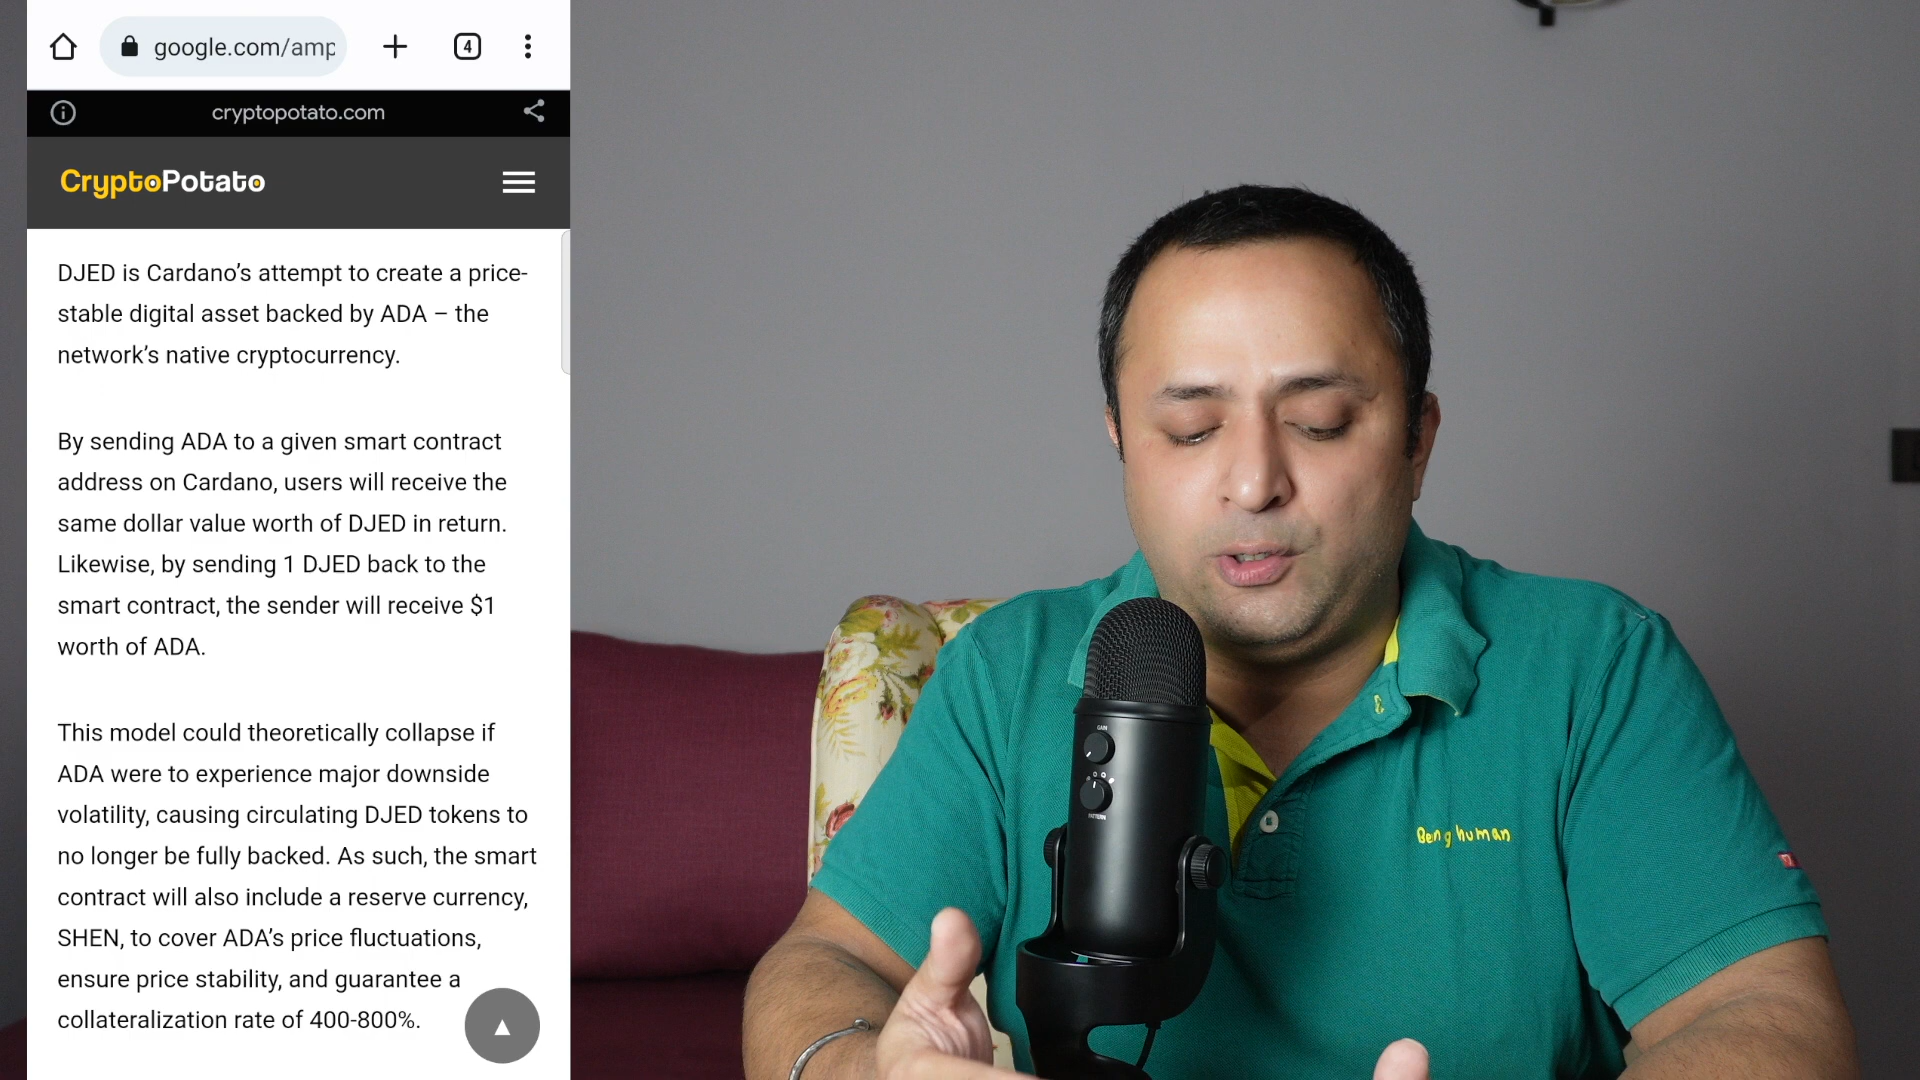 google.com/amp
4
cryptopotato.com
CryptoPotato
DJED is Cardano’s attempt to create a price-
stable digital asset backed by ADA – the
network’s native cryptocurrency.
By sending ADA to a given smart contract
address on Cardano, users will receive the
same dollar value worth of DJED in return.
Likewise, by sending 1 DJED back to the
smart contract, the sender will receive $1
worth of ADA.
This model could theoretically collapse if
ADA were to experience major downside
volatility, causing circulating DJED tokens to
no longer be fully backed. As such, the smart
contract will also include a reserve currency,
SHEN, to cover ADA’s price fluctuations,
ensure price stability, and guarantee a
collateralization rate of 400-800%.
GAIN
PATTERN
Being human